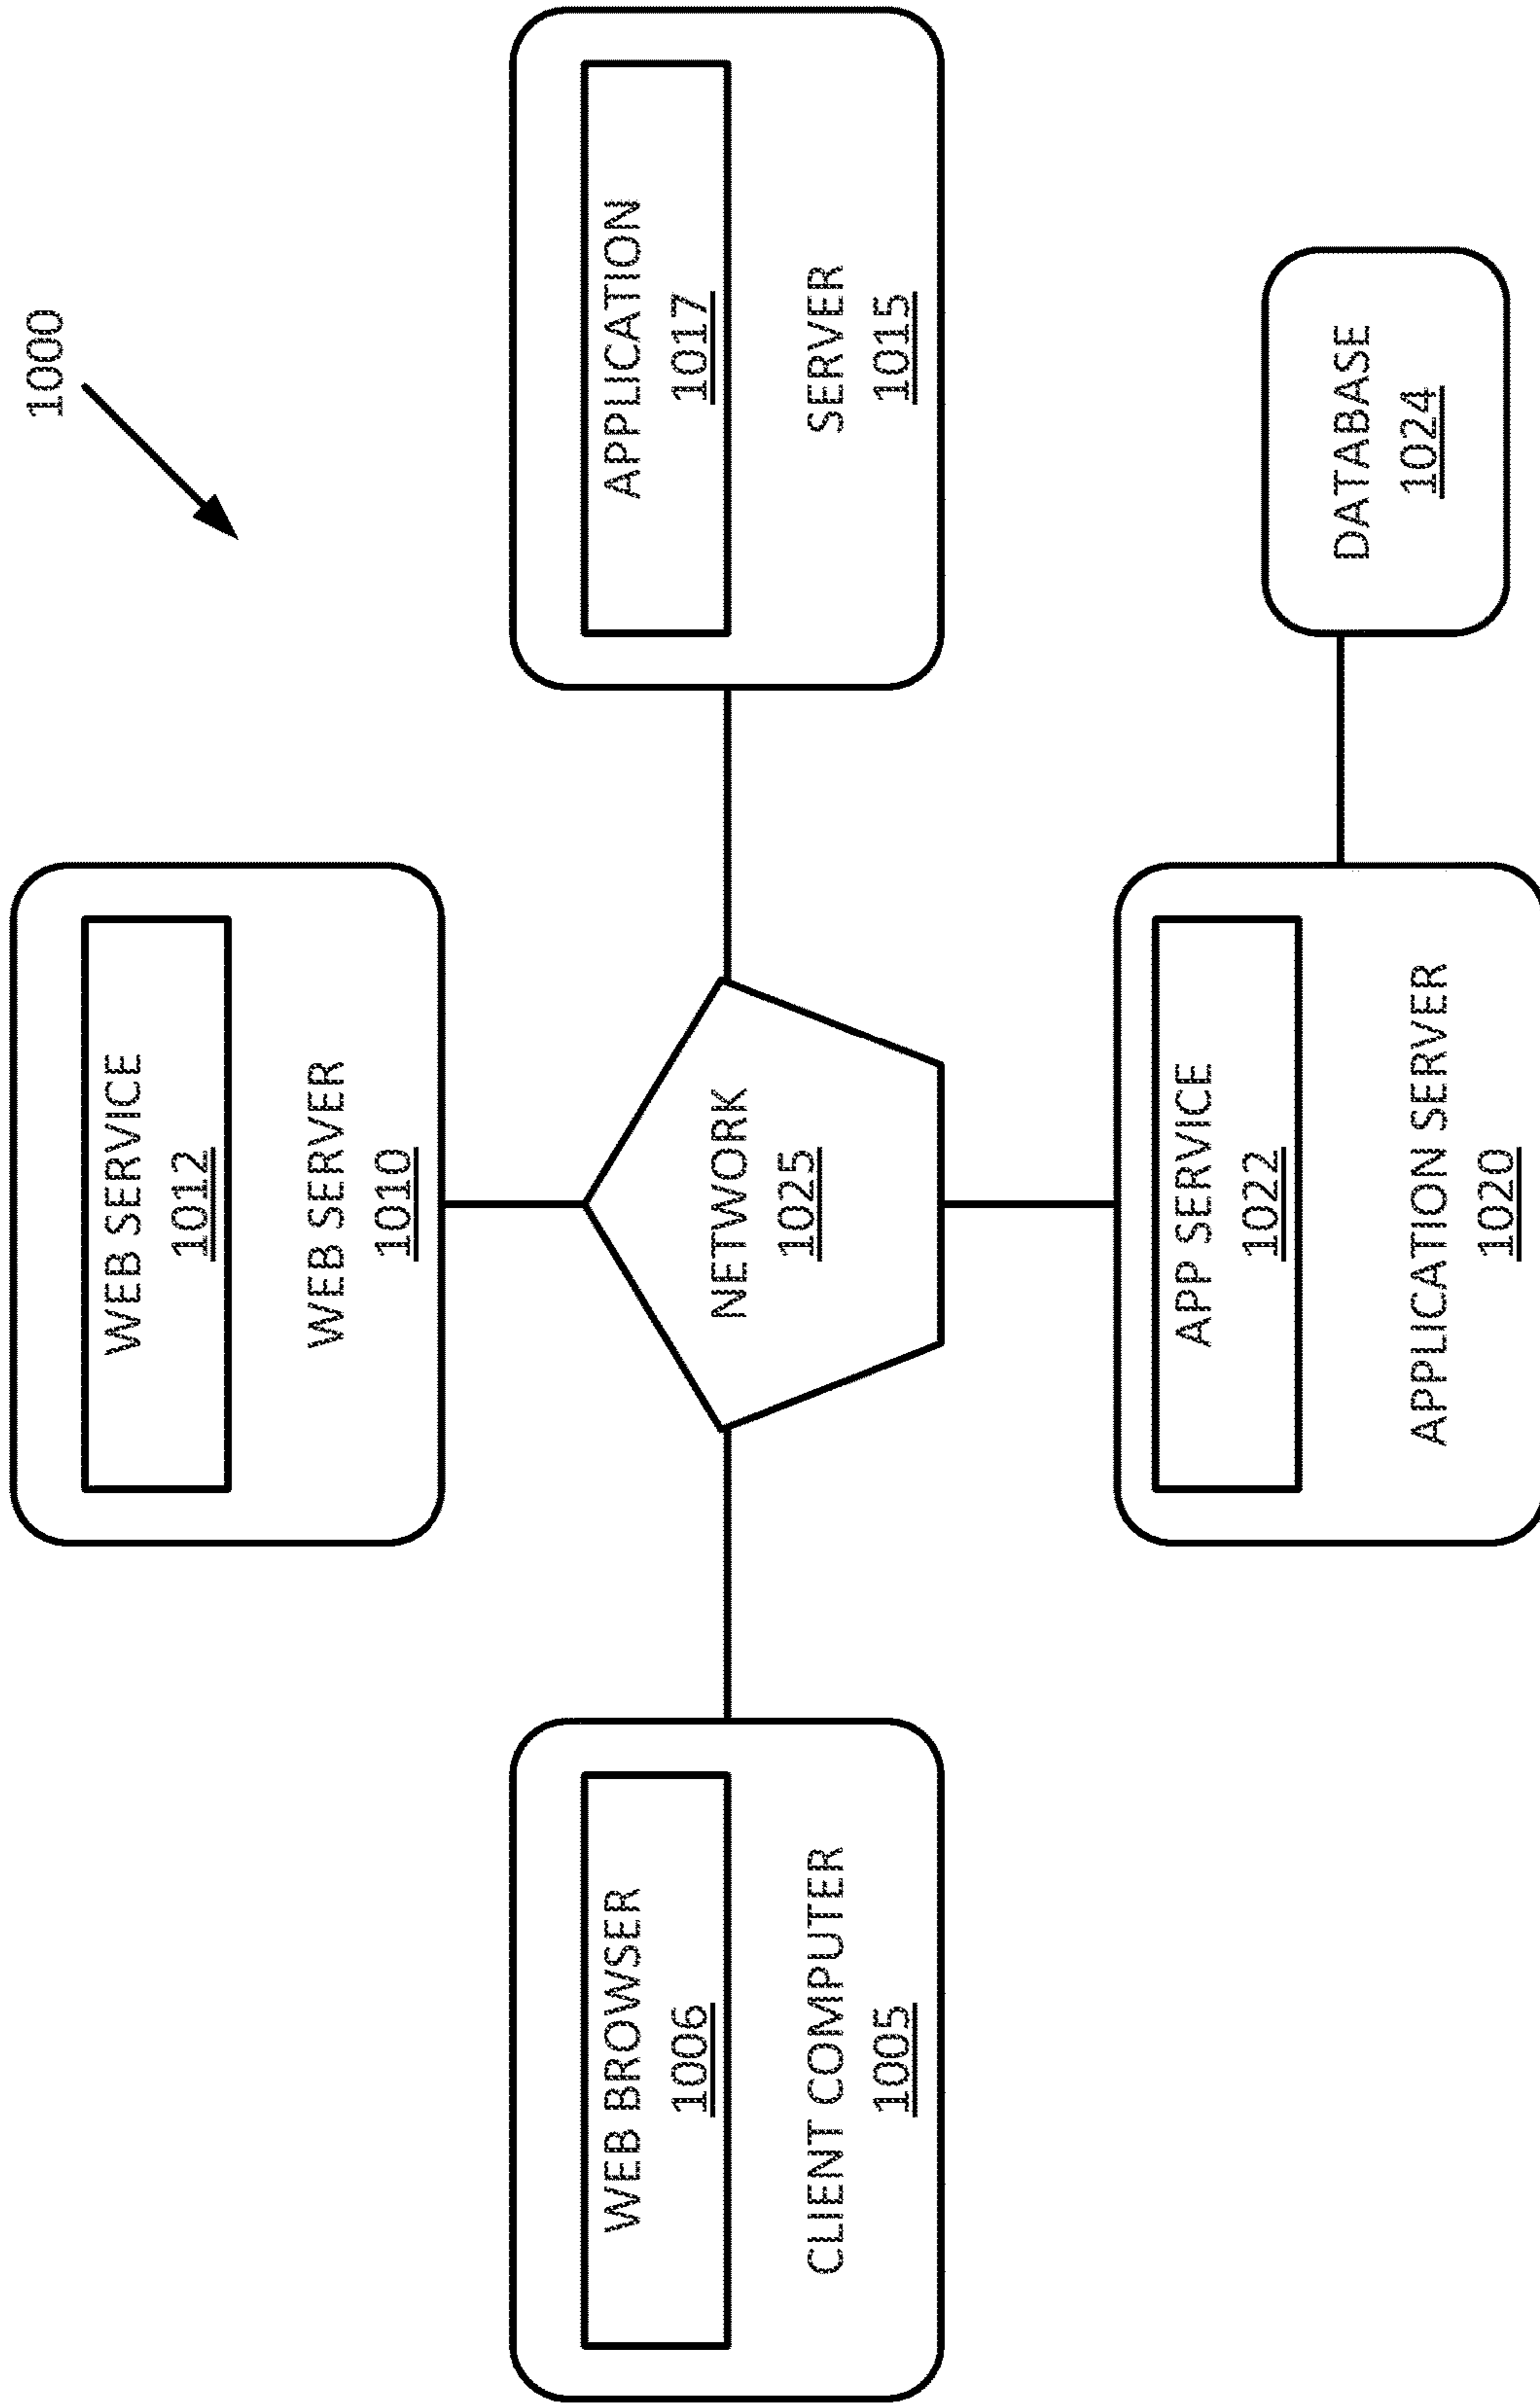 1000
WEB SERVICE
1012
WEB SERVER
1010
WEB BROWSER
1006
CLIENT COMPUTER
1005
NETWORK
1025
APPLICATION
1017
SERVER
1015
APP SERVICE
1022
APPLICATION SERVER
1020
DATABASE
1024